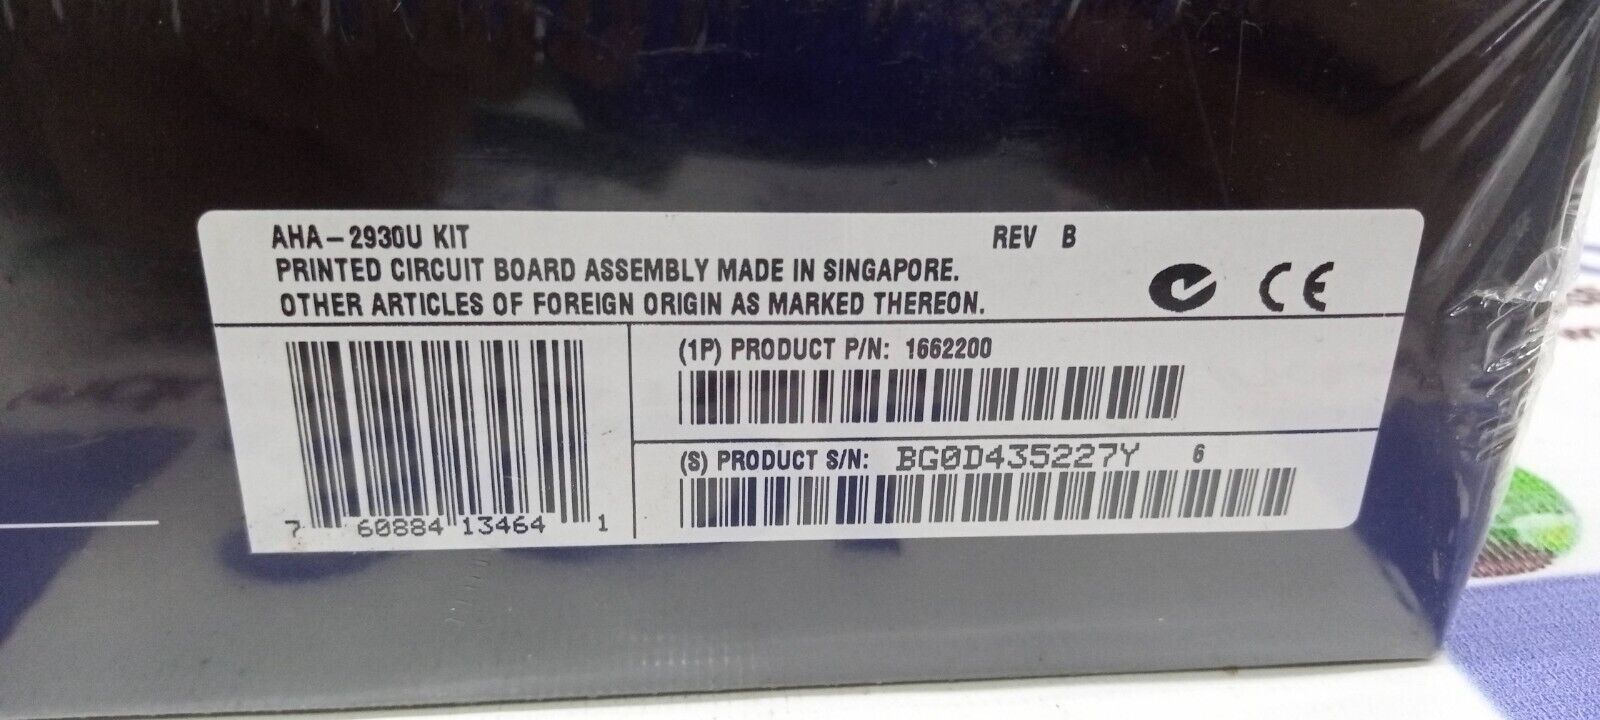 AHA-2930U KIT REV B
PRINTED CIRCUIT BOARD ASSEMBLY MADE IN SINGAPORE.
OTHER ARTICLES OF FOREIGN ORIGIN AS MARKED THEREON.
CE
(1P) PRODUCT P/N: 1662200
(S) PRODUCT S/N: BG0D435227Y 6
7 60884 13464 1